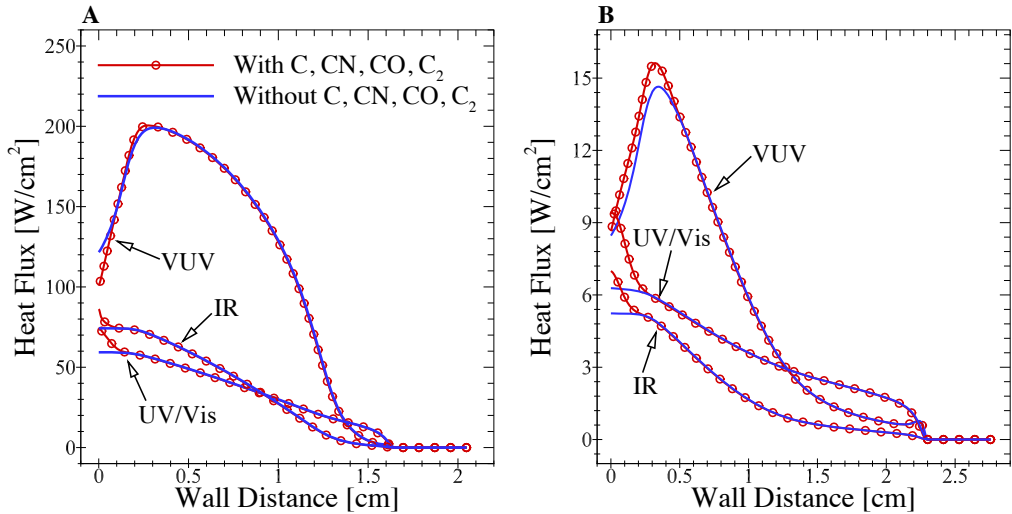 A
Heat Flux [W/cm²]
250
200
150
100
50
0
With C, CN, CO, C₂
Without C, CN, CO, C₂
VUV
IR
UV/Vis
0 0.5 1 1.5 2
Wall Distance [cm]
B
Heat Flux [W/cm²]
15
12
9
6
3
0
VUV
UV/Vis
IR
0 0.5 1 1.5 2 2.5
Wall Distance [cm]